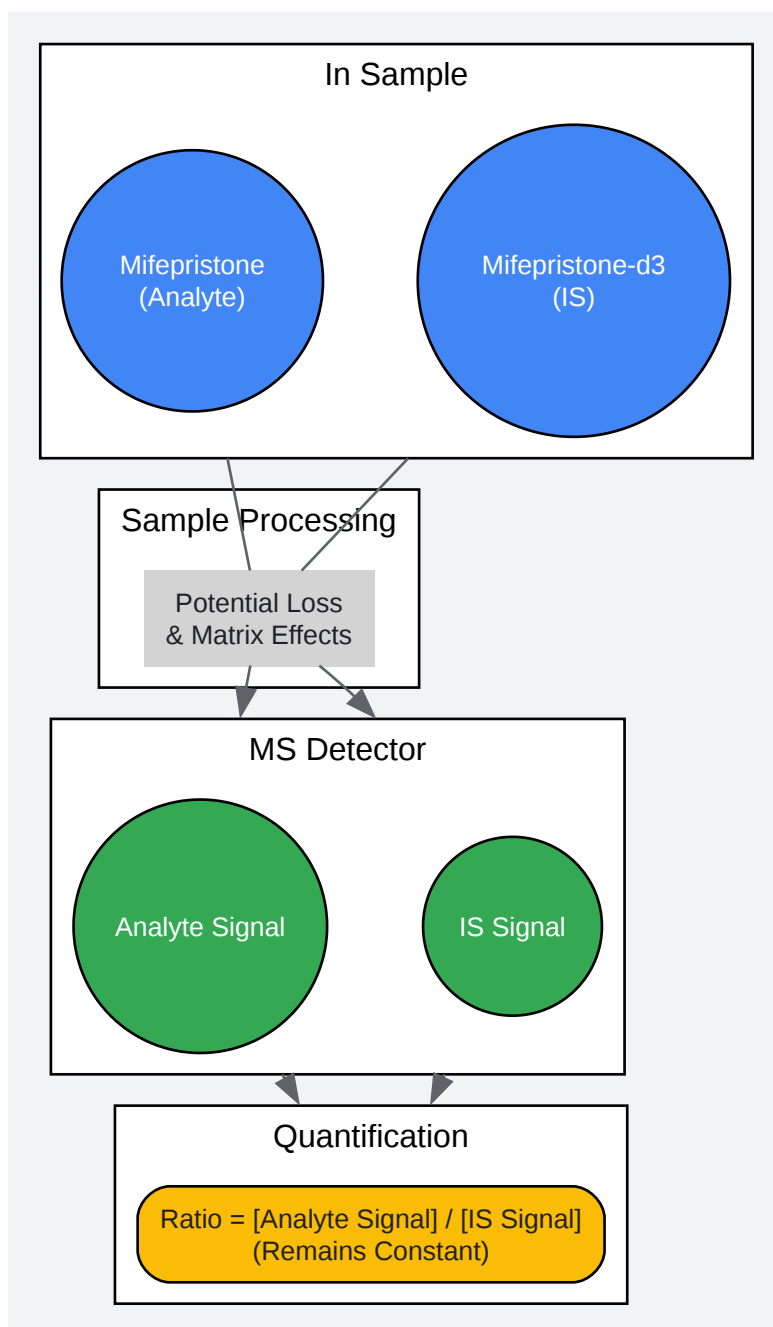 In Sample
Mifepristone
(Analyte)
Mifepristone-d3
(IS)
Sample Processing
Potential Loss
& Matrix Effects
MS Detector
Analyte Signal
IS Signal
Quantification
Ratio = [Analyte Signal] / [IS Signal]
(Remains Constant)